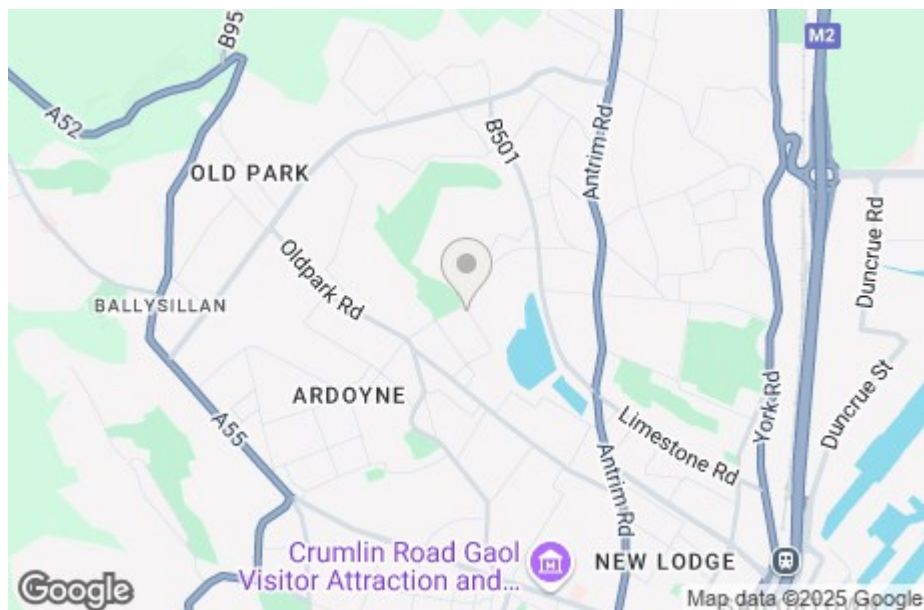 B95
M2
A52
B501
Antrim Rd
OLD PARK
Duncrue Rd
Oldpark Rd
BALLYSILLAN
ARDOYNE
A55
Limestone Rd
York Rd
Duncrue St
Antrim Rd
Crumlin Road Gaol
Visitor Attraction and...
NEW LODGE
Google
Map data ©2025 Google